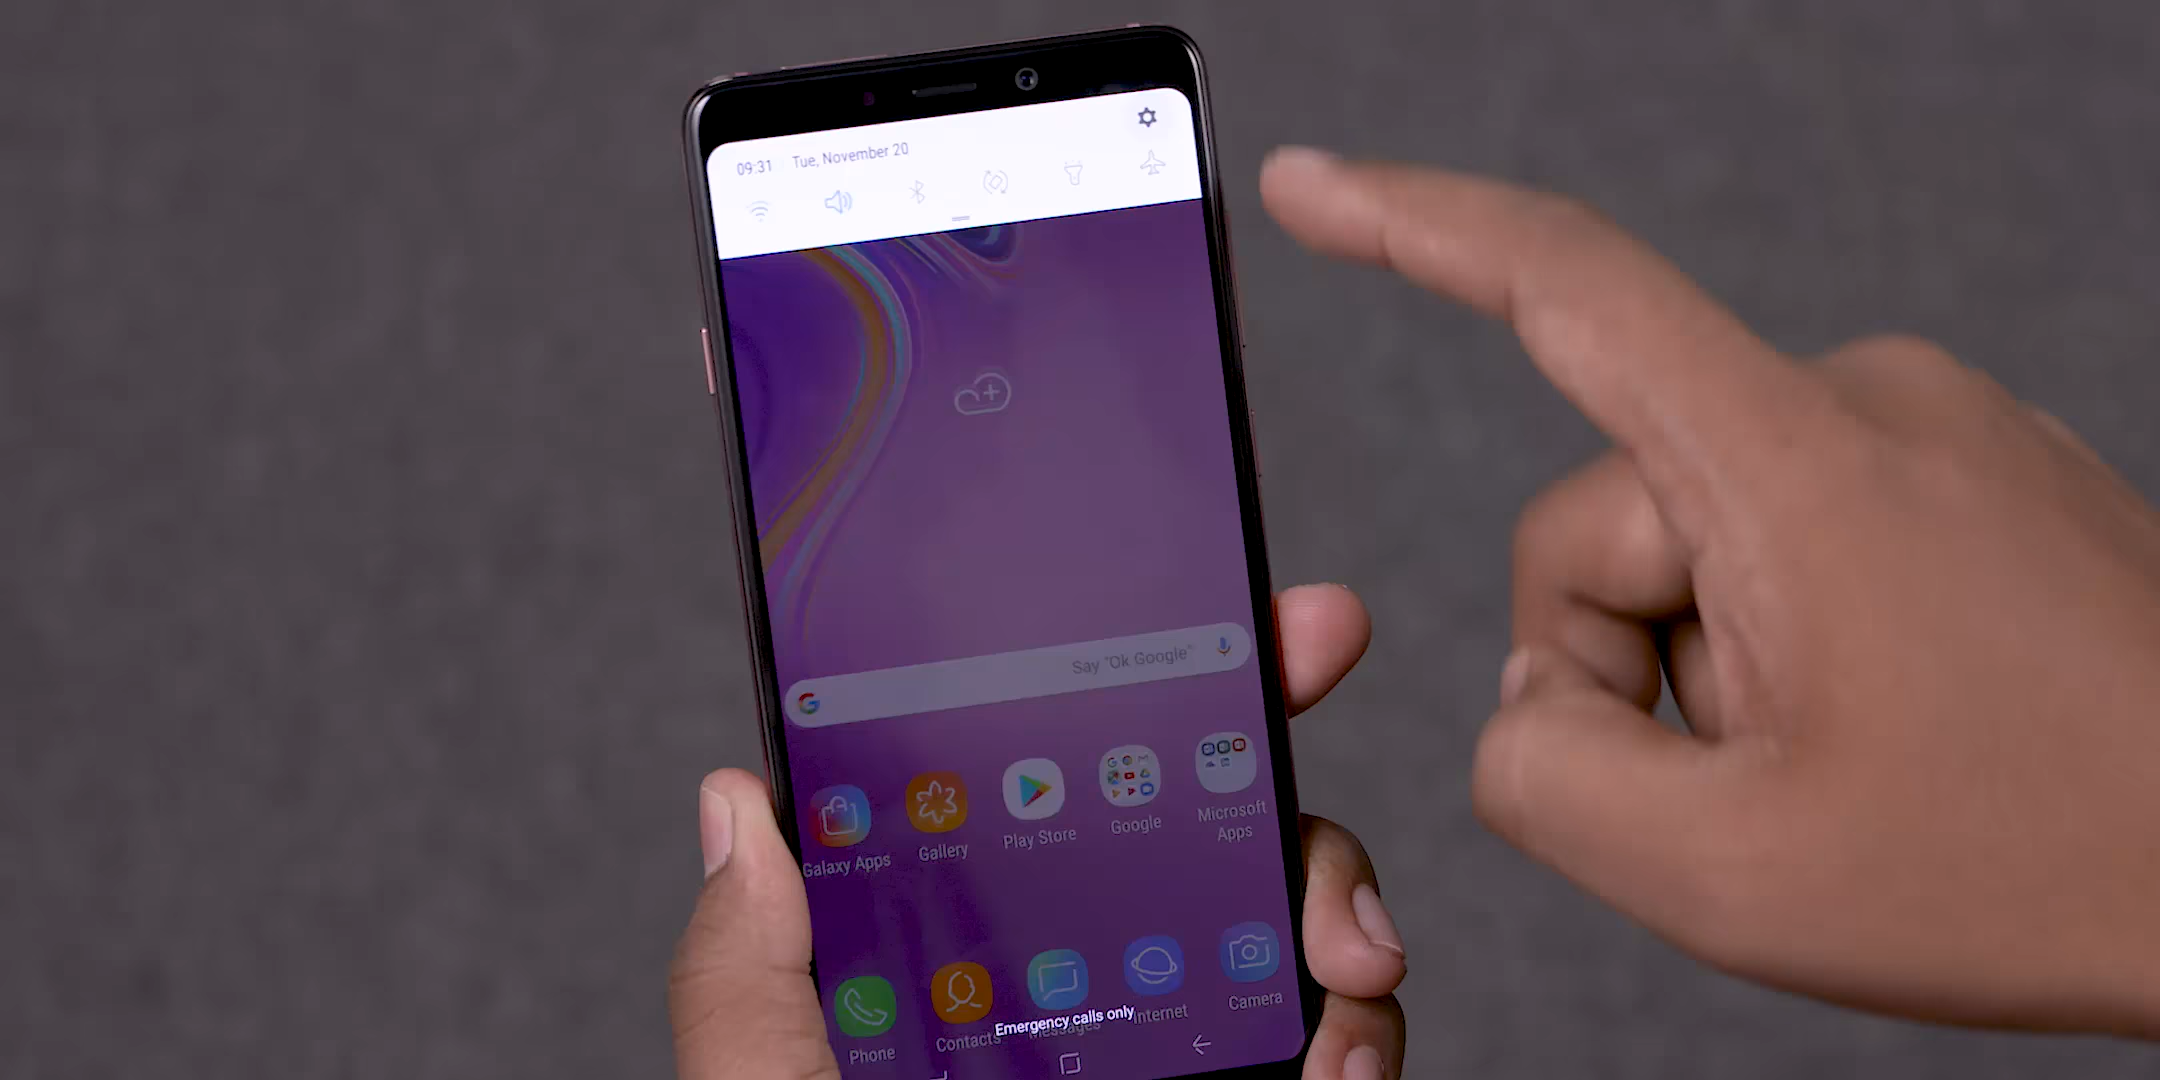 09:31 Tue, November 20
Say "Ok Google"
Galaxy Apps
Gallery
Play Store
Google
Microsoft
Apps
Phone
Contacts
Messages
Internet
Camera
Emergency calls only